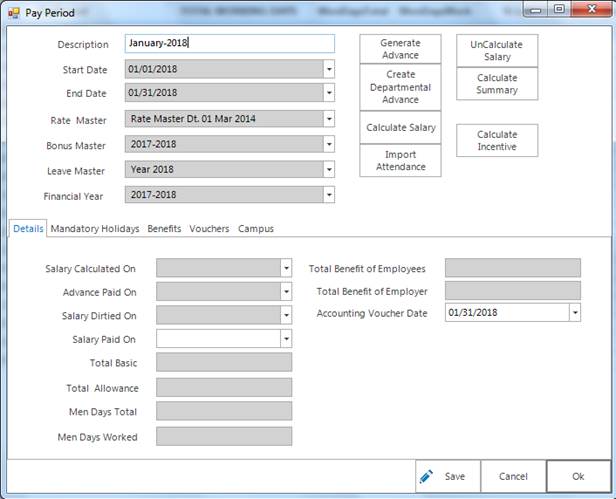 Pay Period
Description January-2018
Start Date 01/01/2018
End Date 01/31/2018
Rate Master Rate Master Dt. 01 Mar 2014
Bonus Master 2017-2018
Leave Master Year 2018
Financial Year 2017-2018
Generate
Advance
Create
Departmental
Advance
Calculate Salary
Import
Attendance
UnCalculate
Salary
Calculate
Summary
Calculate
Incentive
Details Mandatory Holidays Benefits Vouchers Campus
Salary Calculated On
Advance Paid On
Salary Dirtied On
Salary Paid On
Total Basic
Total Allowance
Men Days Total
Men Days Worked
Total Benefit of Employees
Total Benefit of Employer
Accounting Voucher Date 01/31/2018
Save Cancel Ok